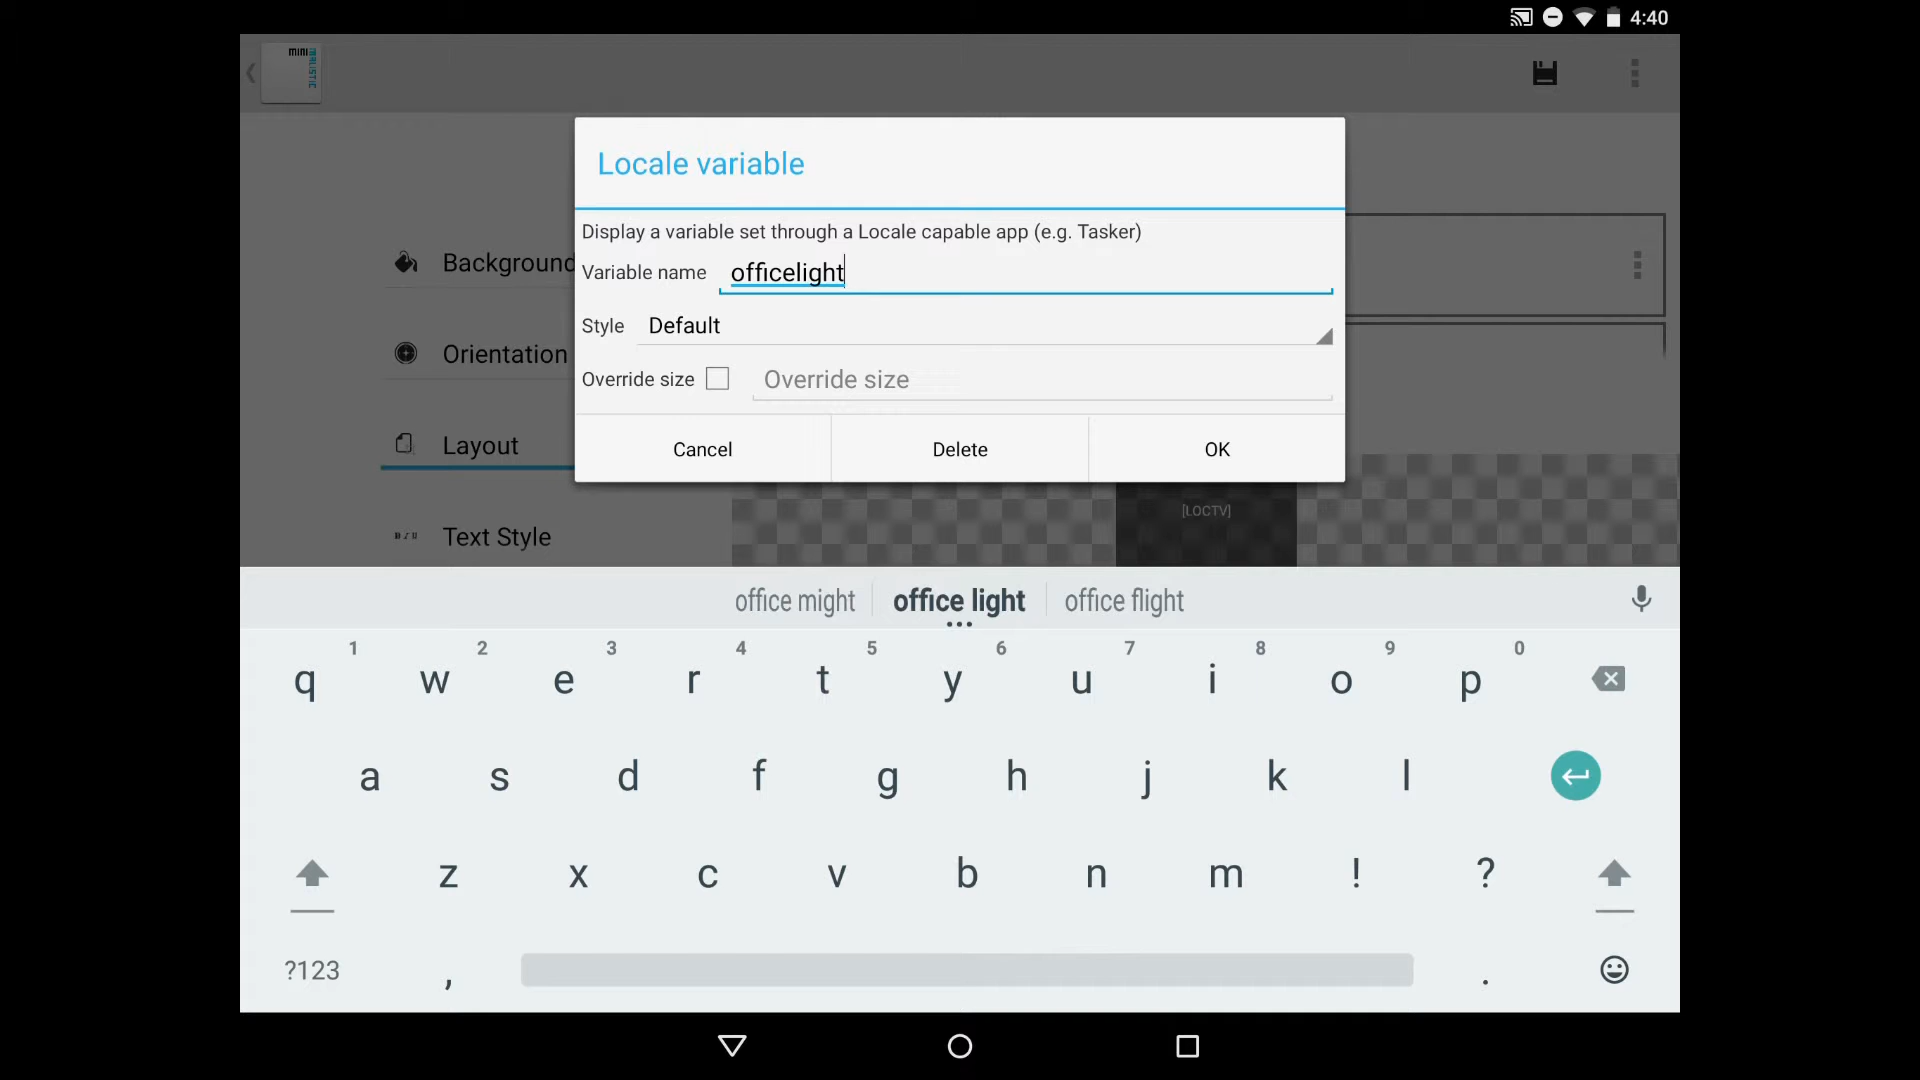 4:40
MINI MALISTIC
Locale variable
Display a variable set through a Locale capable app (e.g. Tasker)
Background
Variable name officelight
Style Default
Orientation
Override size Override size
Layout
Cancel Delete OK
[LOCTV]
Text Style
office might office light office flight
1 2 3 4 5 6 7 8 9 0
q w e r t y u i o p
a s d f g h j k l
z x c v b n m ! ?
?123 , .